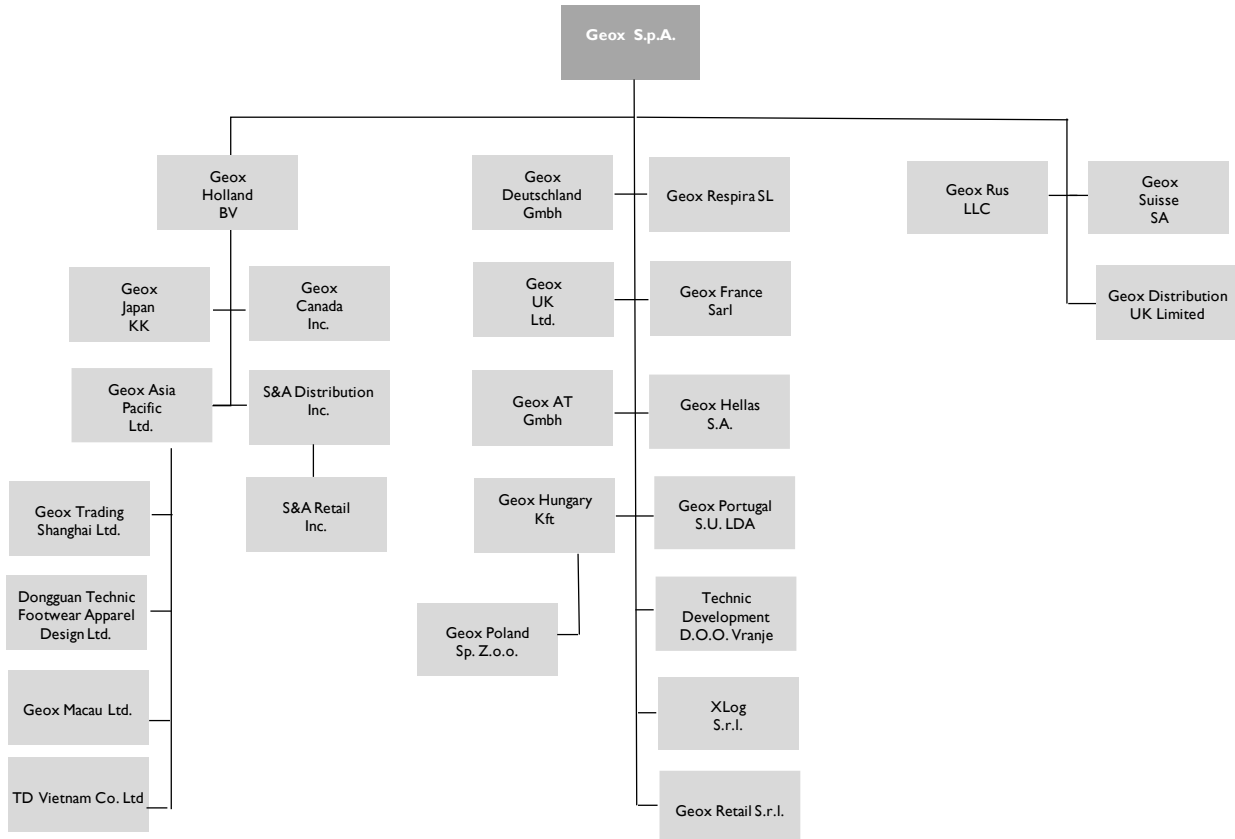 Geox S.p.A.
Geox
Holland
BV
Geox
Japan
KK
Geox
Canada
Inc.
Geox Asia
Pacific
Ltd.
S&A Distribution
Inc.
S&A Retail
Inc.
Geox Trading
Shanghai Ltd.
Dongguan Technic
Footwear Apparel
Design Ltd.
Geox Macau Ltd.
TD Vietnam Co. Ltd
Geox
Deutschland
Gmbh
Geox Respira SL
Geox
UK
Ltd.
Geox France
Sarl
Geox AT
Gmbh
Geox Hellas
S.A.
Geox Hungary
Kft
Geox Portugal
S.U. LDA
Geox Poland
Sp. Z.o.o.
Technic
Development
D.O.O. Vranje
XLog
S.r.l.
Geox Retail S.r.l.
Geox Rus
LLC
Geox
Suisse
SA
Geox Distribution
UK Limited